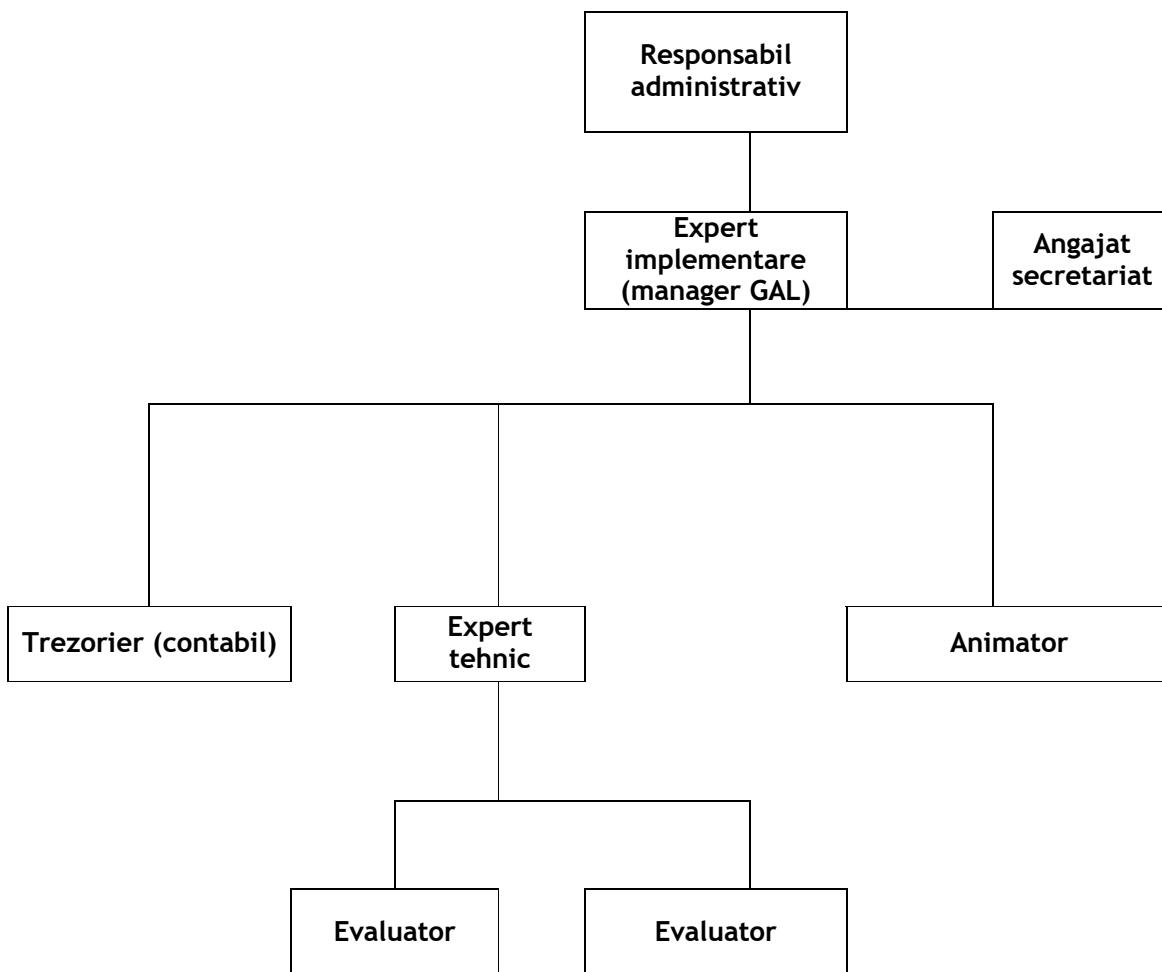 Responsabil
administrativ
Expert
implementare
(manager GAL)
Angajat
secretariat
Trezorier (contabil)
Expert
tehnic
Animator
Evaluator
Evaluator